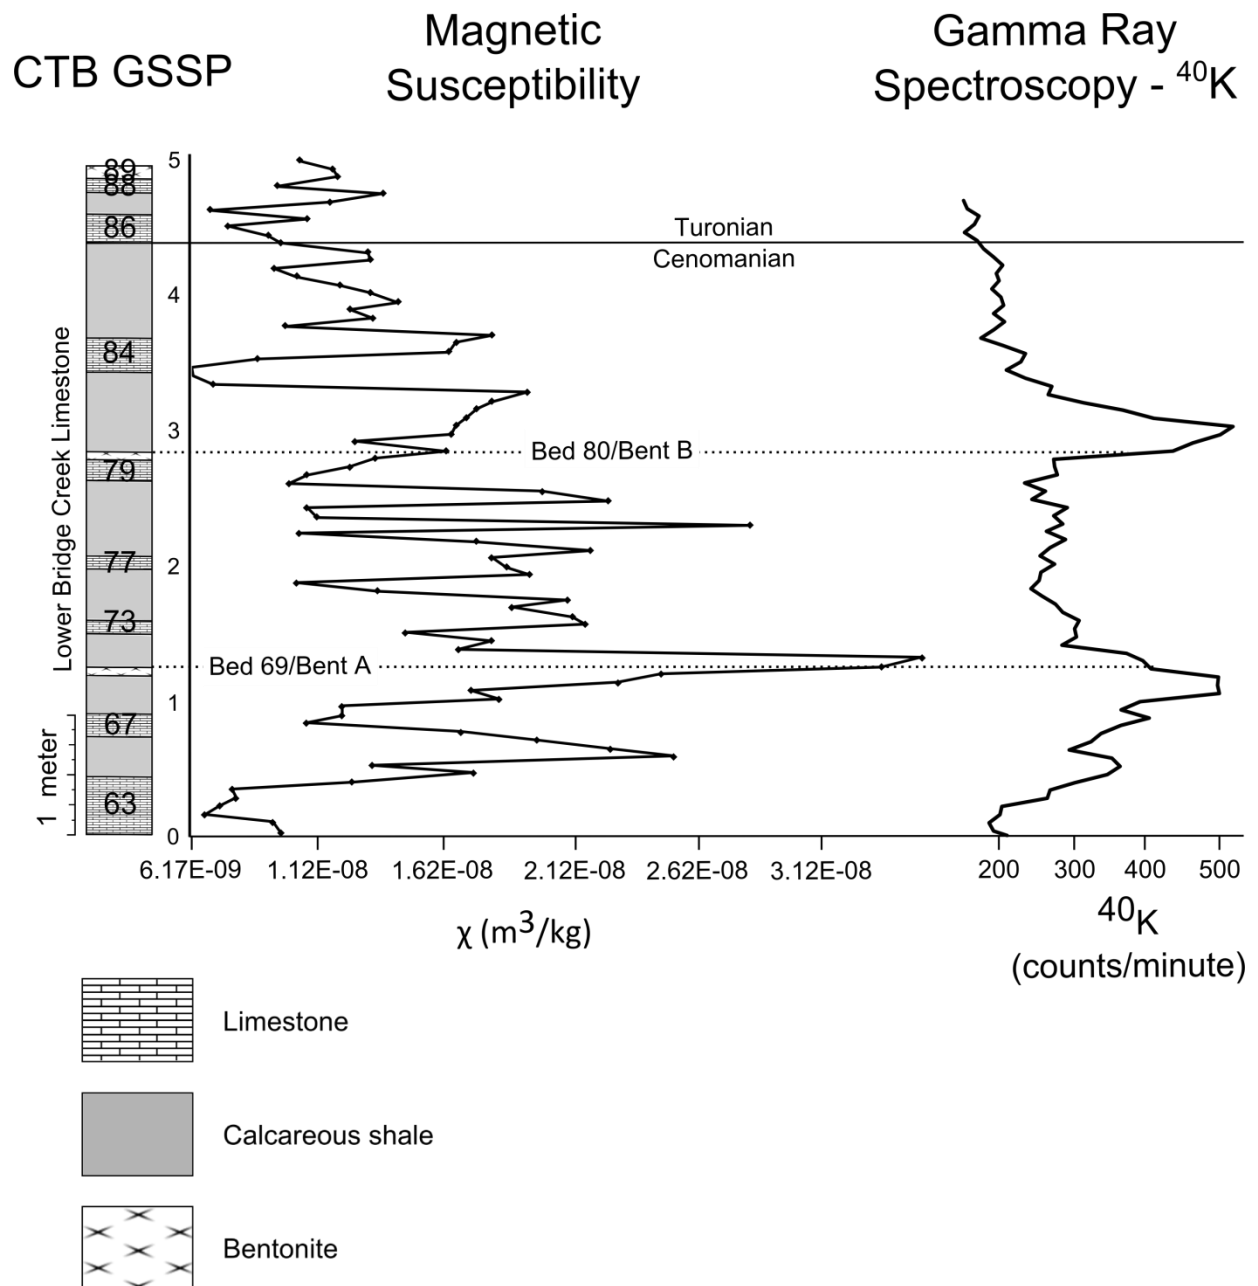 CTB GSSP
Magnetic
Susceptibility
Gamma Ray
Spectroscopy - ⁴⁰K
Lower Bridge Creek Limestone
1 meter
89
88
86
84
79
77
73
67
63
5
4
3
2
1
0
Turonian
Cenomanian
Bed 80/Bent B
Bed 69/Bent A
6.17E-09 1.12E-08 1.62E-08 2.12E-08 2.62E-08 3.12E-08
χ (m³/kg)
200 300 400 500
⁴⁰K
(counts/minute)
Limestone
Calcareous shale
Bentonite